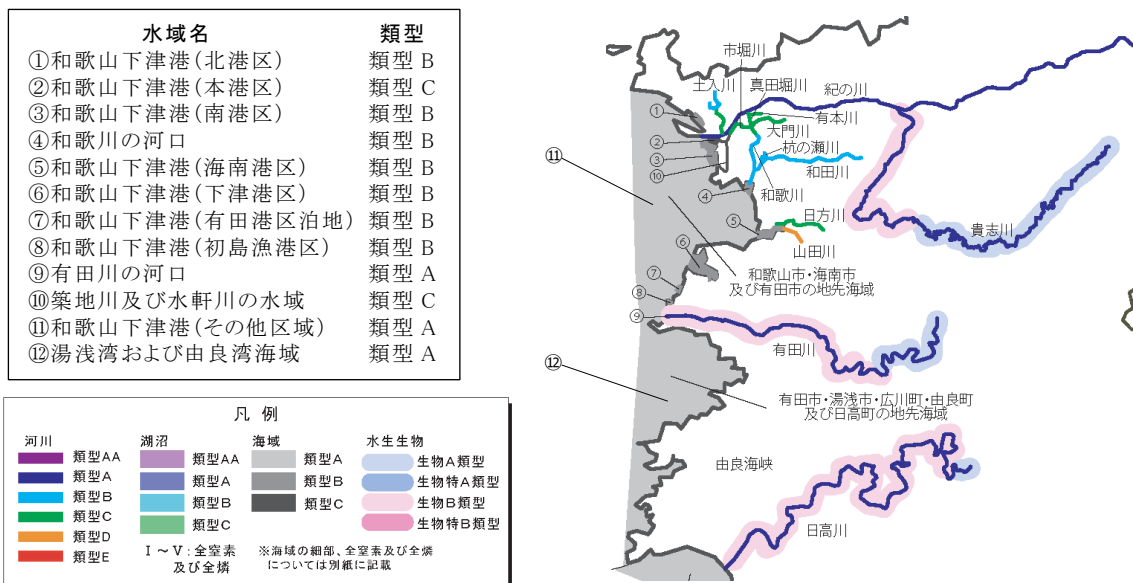 水域名 類型
①和歌山下津港(北港区) 類型 B
②和歌山下津港(本港区) 類型 C
③和歌山下津港(南港区) 類型 B
④和歌川の河口 類型 B
⑤和歌山下津港(海南港区) 類型 B
⑥和歌山下津港(下津港区) 類型 B
⑦和歌山下津港(有田港区泊地) 類型 B
⑧和歌山下津港(初島漁港区) 類型 B
⑨有田川の河口 類型 A
⑩築地川及び水軒川の水域 類型 C
⑪和歌山下津港(その他区域) 類型 A
⑫湯浅湾および由良湾海域 類型 A
凡例
河川
類型AA
類型A
類型B
類型C
類型D
類型E
湖沼
類型AA
類型A
類型B
類型C
Ⅰ～Ⅴ:全窒素
及び全燐
海域
類型A
類型B
類型C
※海域の細部、全窒素及び全燐
については別紙に記載
水生生物
生物A類型
生物特A類型
生物B類型
生物特B類型
市堀川
土入川
真田堀川
紀の川
①
有本川
大門川
②
③
杭の瀬川
⑩
和田川
⑪
④
和歌川
日方川
⑤
貴志川
⑥
山田川
和歌山市・海南市
及び有田市の地先海域
⑦
⑧
⑨
有田川
⑫
有田市・湯浅市・広川町・由良町
及び日高町の地先海域
由良海峡
日高川